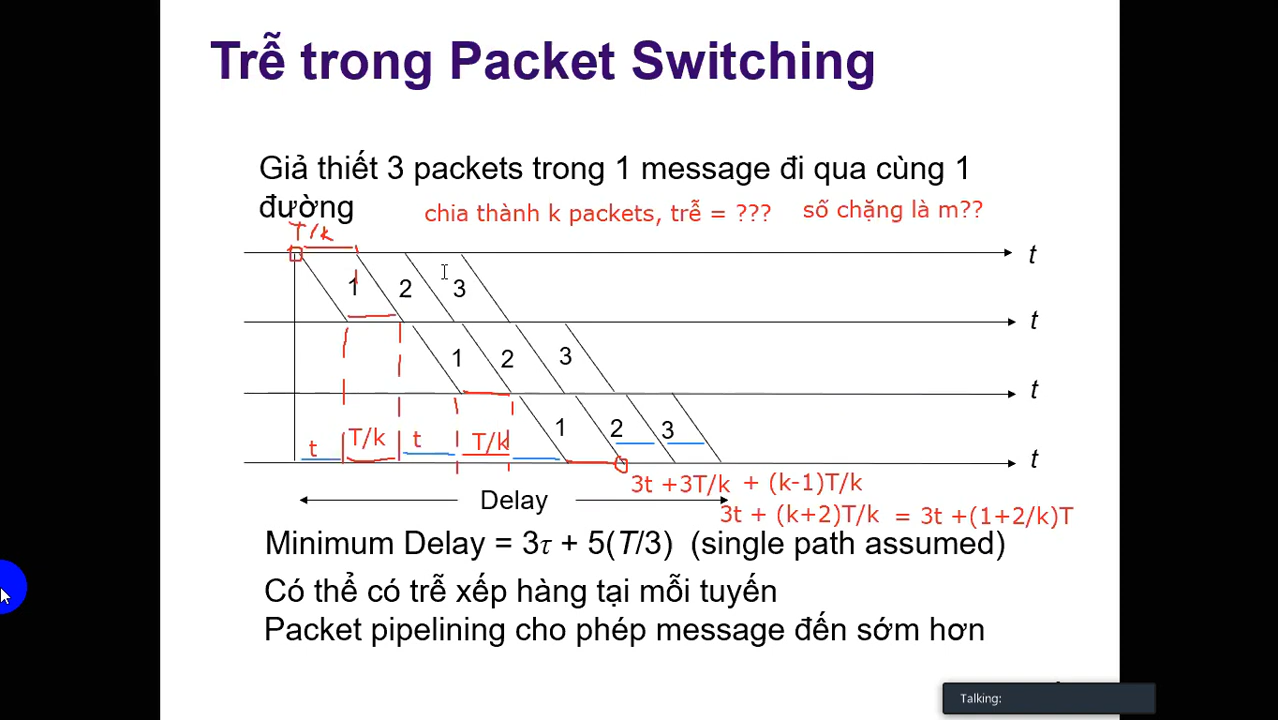 Trễ trong Packet Switching
Giả thiết 3 packets trong 1 message đi qua cùng 1
đường
chia thành k packets, trễ = ???
số chặng là m??
T/k
t
1 2 3
t
1 2 3
t
1 2 3
t T/k t T/k
t
3t +3T/k + (k-1)T/k
Delay
3t + (k+2)T/k = 3t +(1+2/k)T
Minimum Delay = 3τ + 5(T/3) (single path assumed)
Có thể có trễ xếp hàng tại mỗi tuyến
Packet pipelining cho phép message đến sớm hơn
Talking: